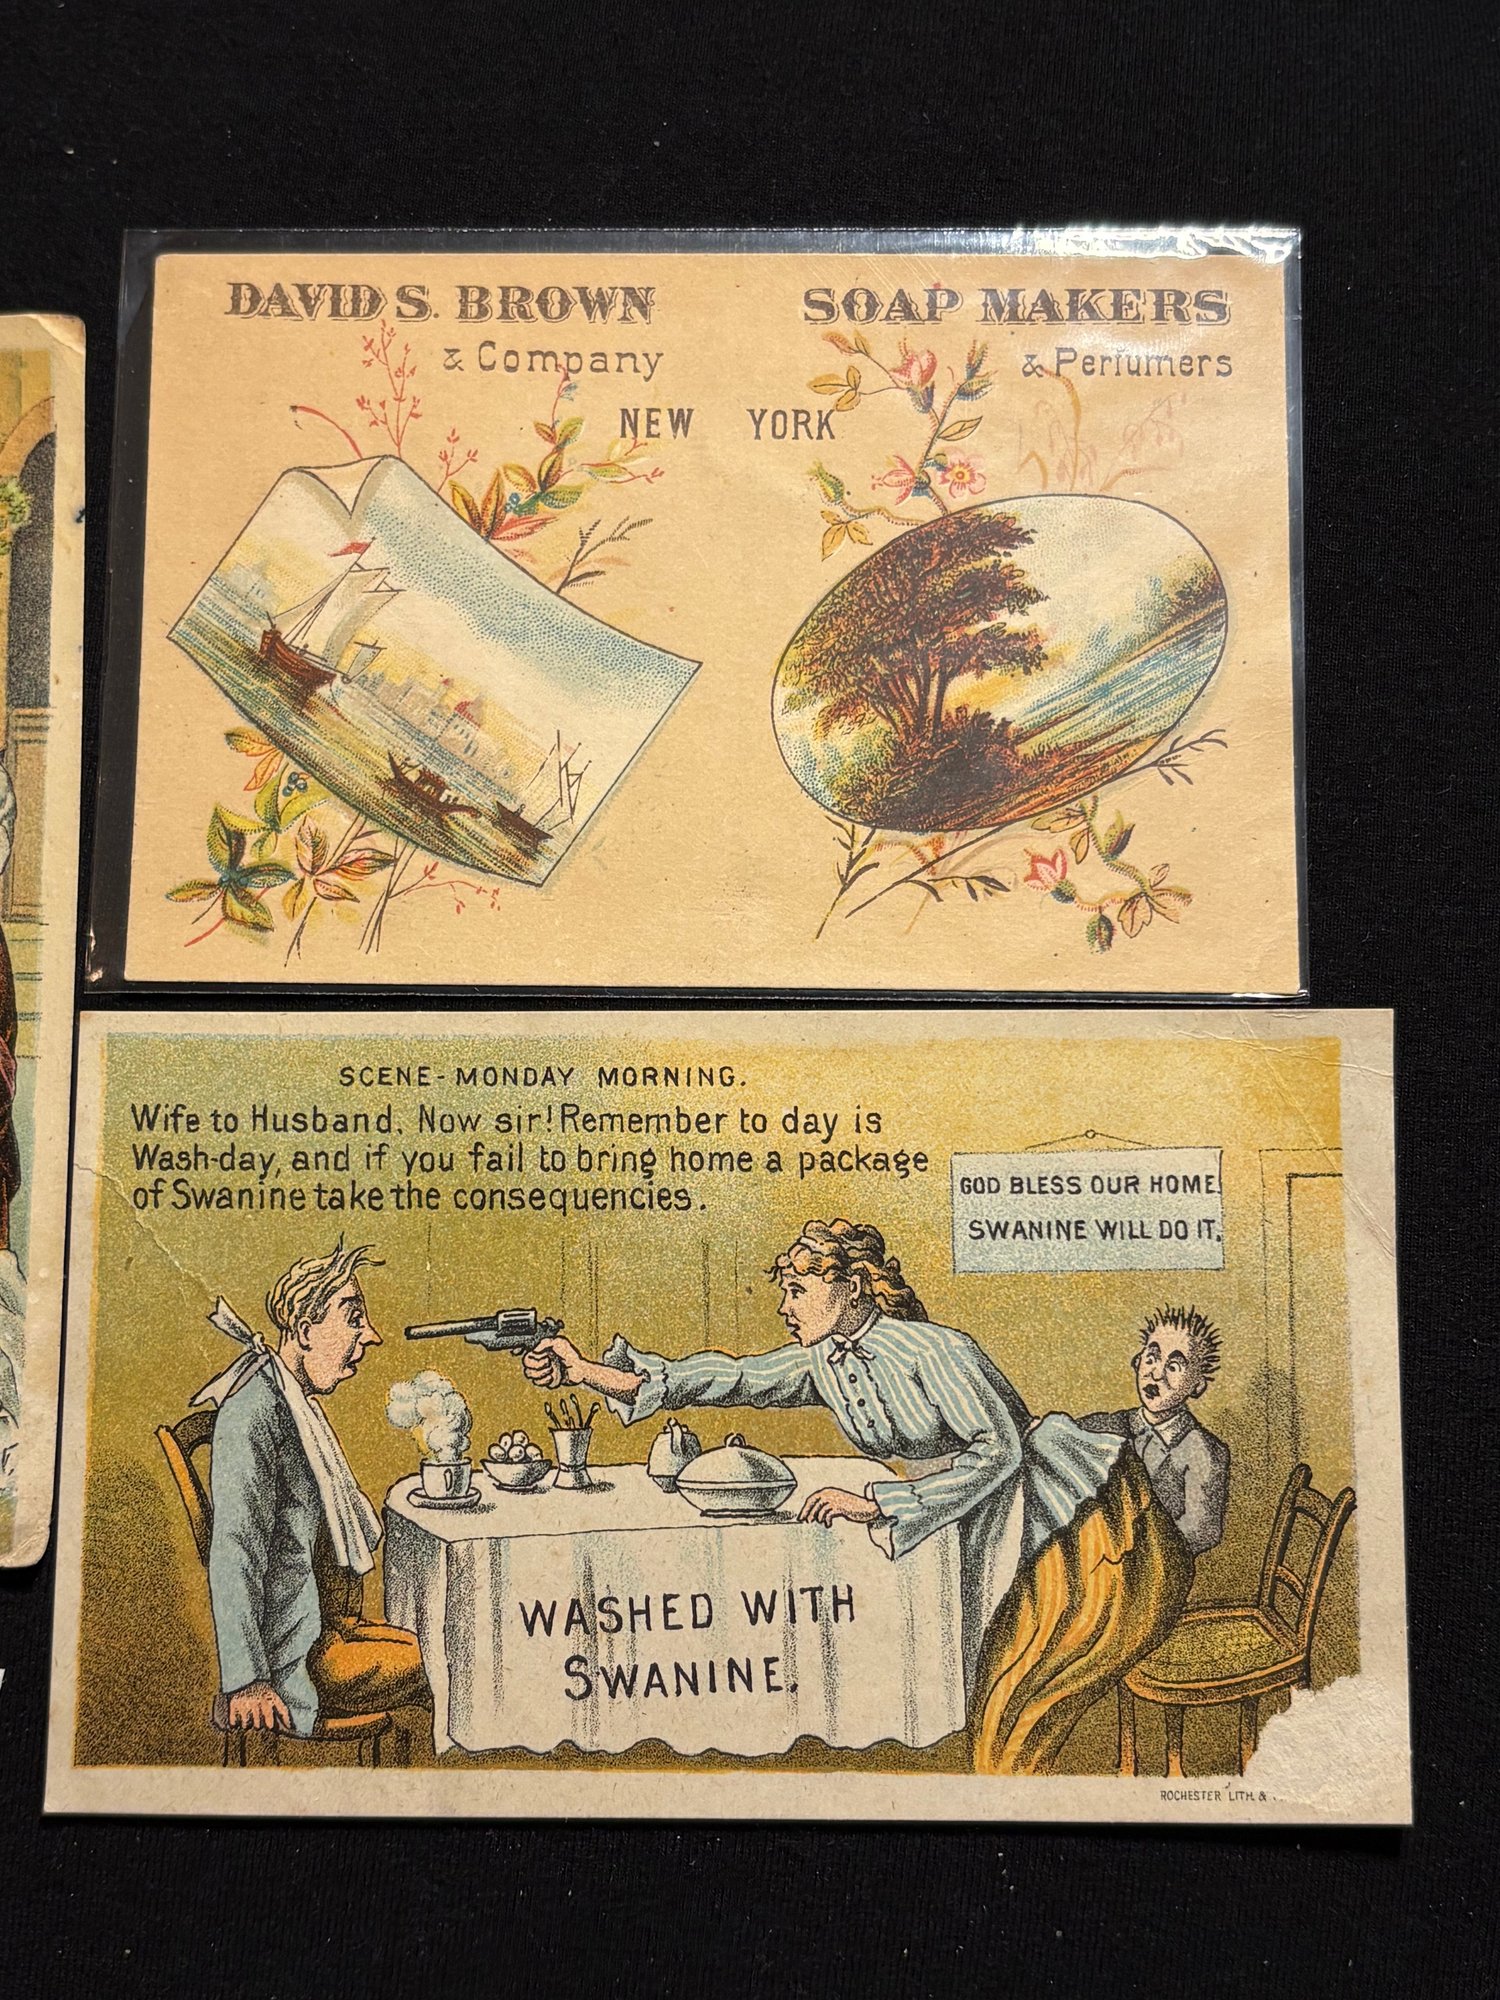 DAVID S. BROWN
& Company
SOAP MAKERS
& Perfumers
NEW YORK
SCENE - MONDAY MORNING.
Wife to Husband. Now sir! Remember to day is
Wash-day, and if you fail to bring home a package
of Swanine take the consequencies.
GOD BLESS OUR HOME
SWANINE WILL DO IT.
WASHED WITH
SWANINE.
ROCHESTER LITH. &